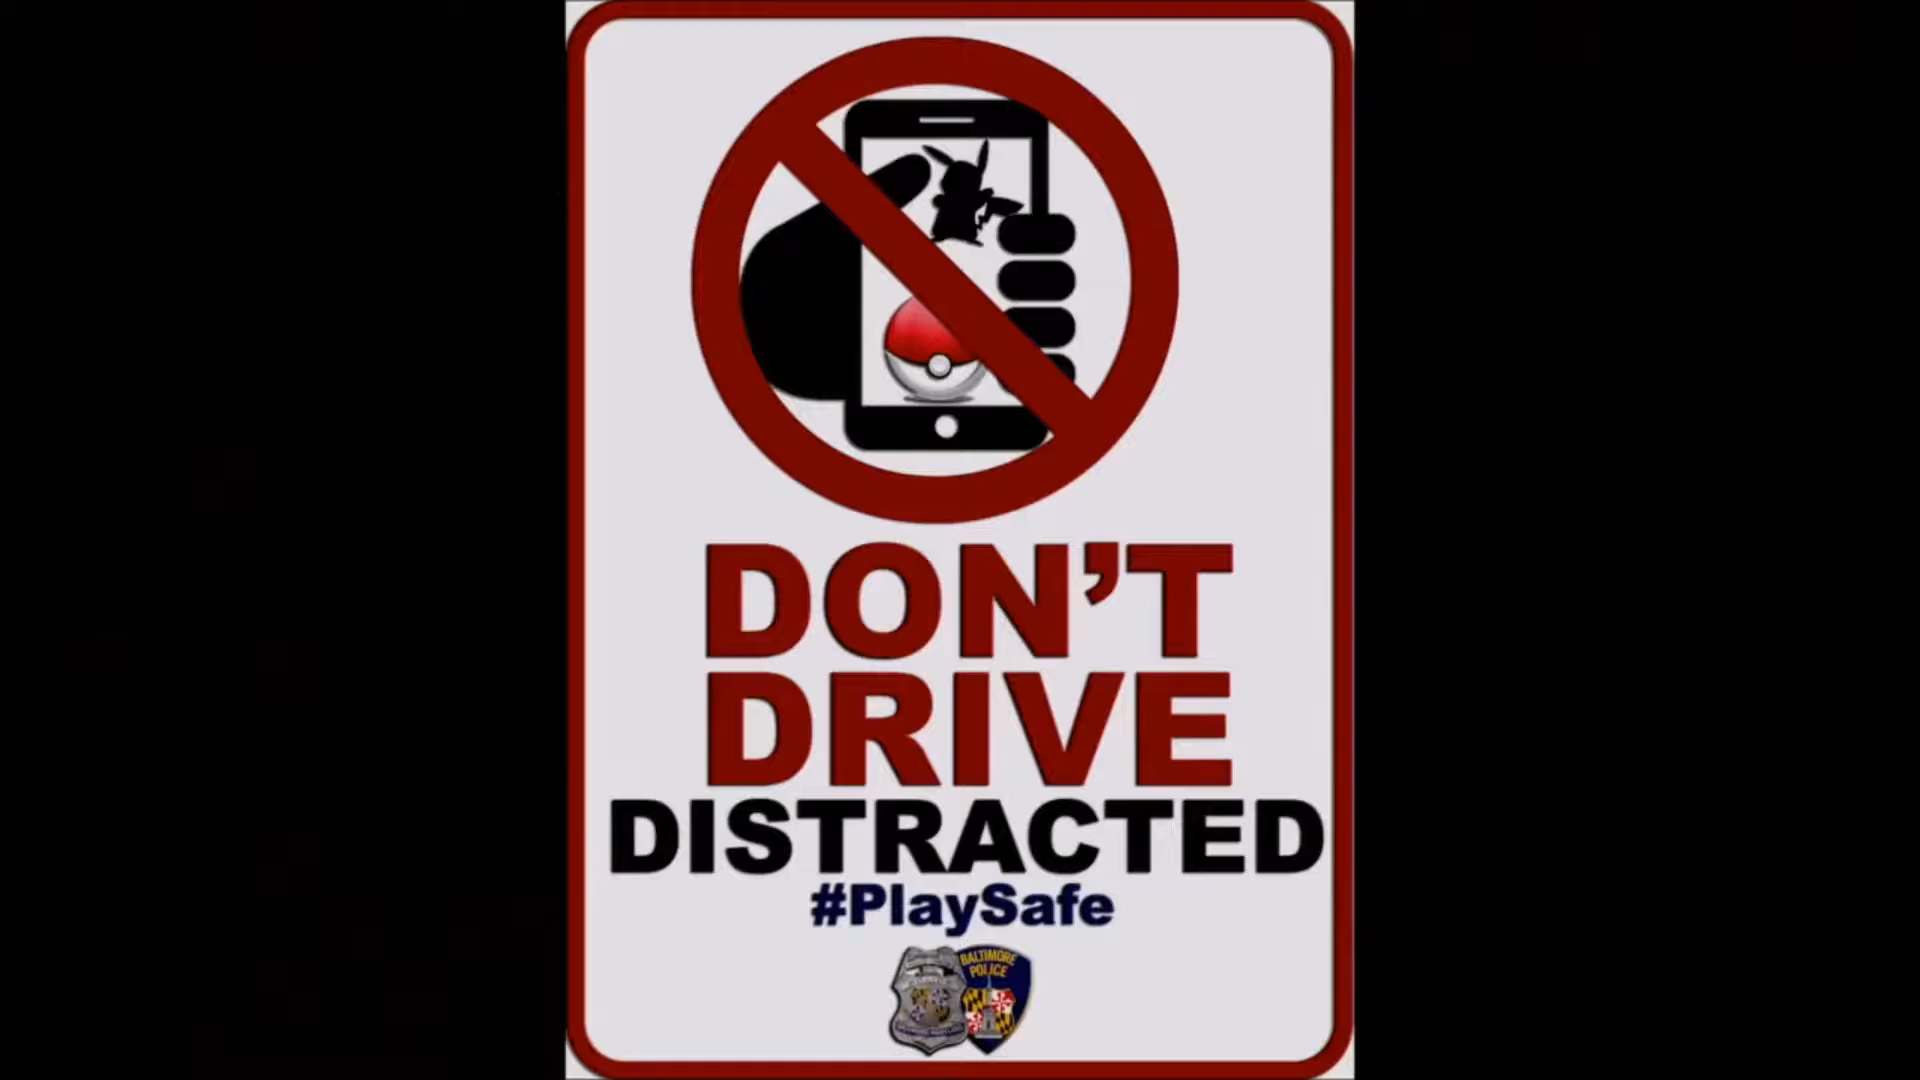 DON'T
DRIVE
DISTRACTED
#PlaySafe
BALTIMORE
POLICE